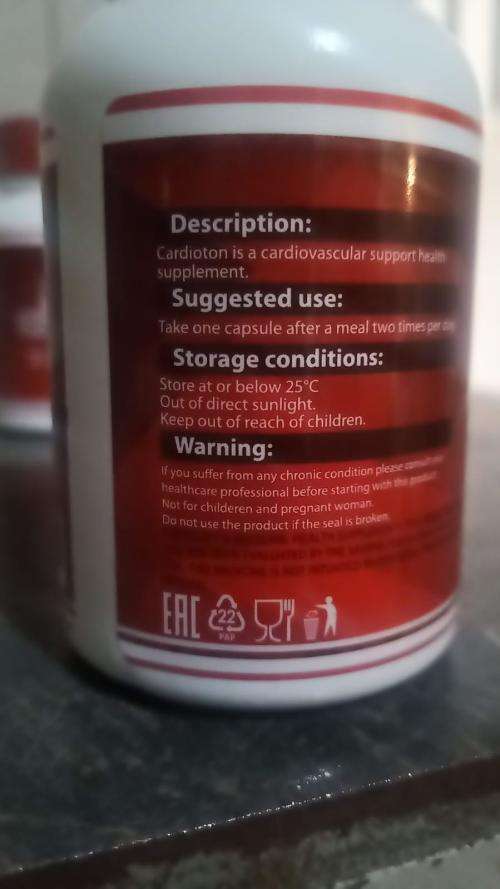 Description:
Cardioton is a cardiovascular support health
supplement.
Suggested use:
Take one capsule after a meal two times per day
Storage conditions:
Store at or below 25°C
Out of direct sunlight.
Keep out of reach of children.
Warning:
If you suffer from any chronic condition please consult
healthcare professional before starting with this product
Not for childeren and pregnant woman.
Do not use the product if the seal is broken.
EAC
22
PAP